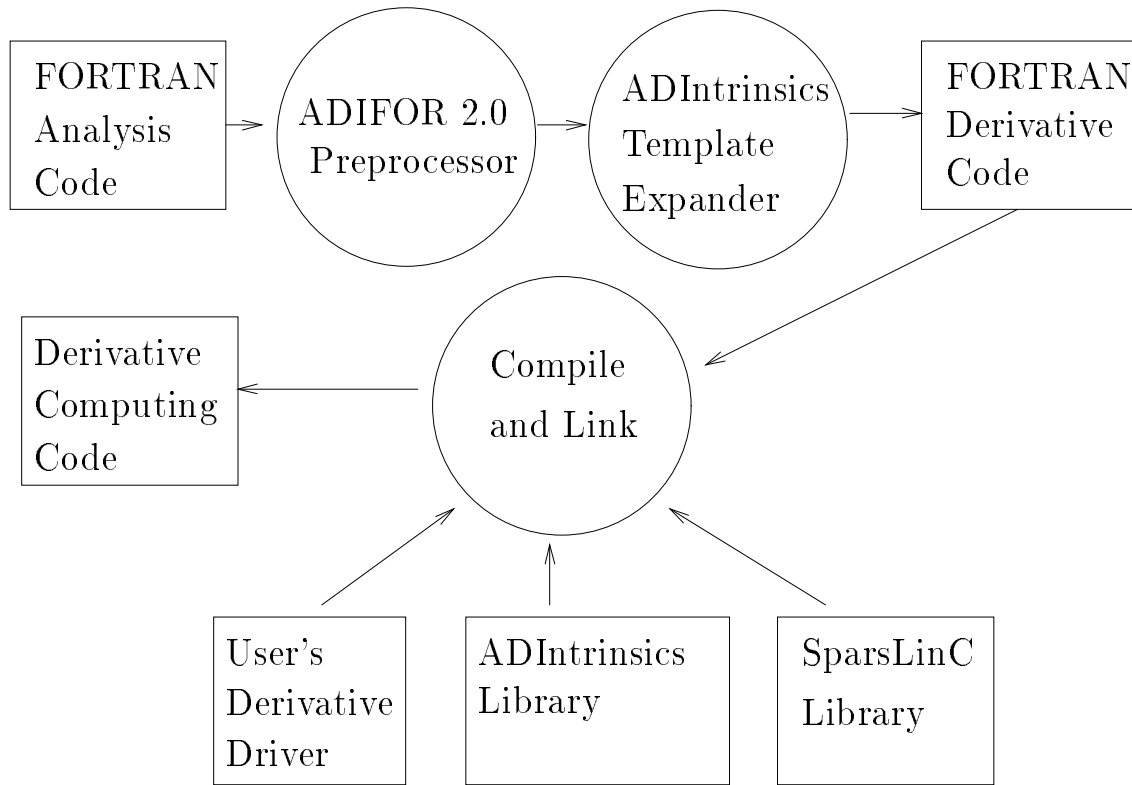 FORTRAN
Analysis
Code
ADIFOR 2.0
Preprocessor
ADIntrinsics
Template
Expander
FORTRAN
Derivative
Code
Derivative
Computing
Code
Compile
and Link
User's
Derivative
Driver
ADIntrinsics
Library
SparsLinC
Library